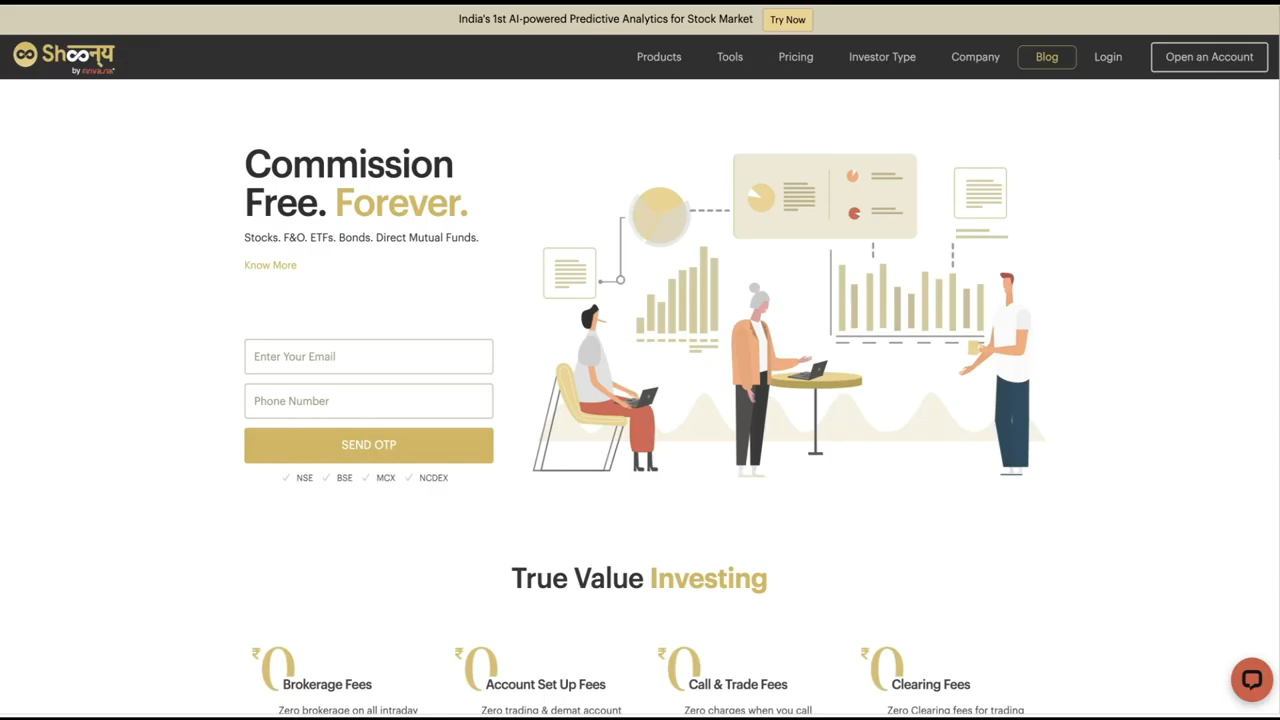 India's 1st AI-powered Predictive Analytics for Stock Market Try Now
Shoonय
by FINVASIA
Products Tools Pricing Investor Type Company Blog Login Open an Account
Commission
Free. Forever.
Stocks. F&O. ETFs. Bonds. Direct Mutual Funds.
Know More
Enter Your Email
Phone Number
SEND OTP
NSE BSE MCX NCDEX
True Value Investing
₹0 Brokerage Fees
₹0 Account Set Up Fees
₹0 Call & Trade Fees
₹0 Clearing Fees
Zero brokerage on all intraday
Zero trading & demat account
Zero charges when you call
Zero Clearing fees for trading